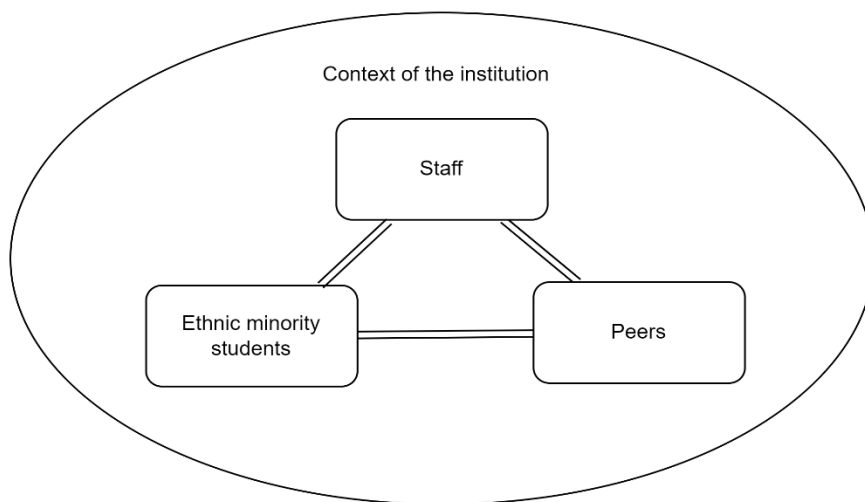 Context of the institution
Staff
Ethnic minority
students
Peers